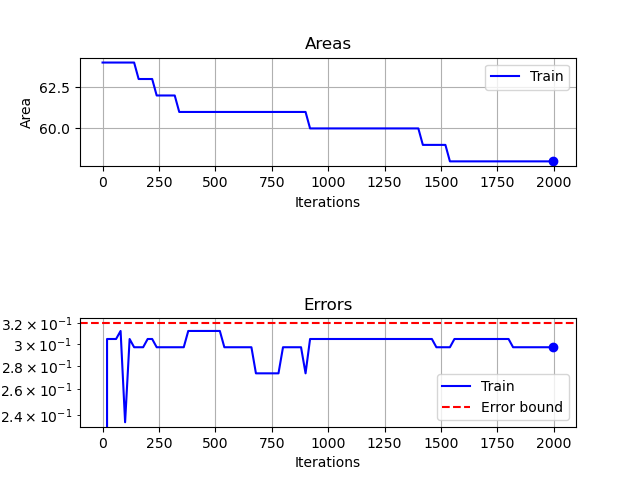 Areas
Area
62.5
60.0
Train
0 250 500 750 1000 1250 1500 1750 2000
Iterations
Errors
3.2 × 10⁻¹
3 × 10⁻¹
2.8 × 10⁻¹
2.6 × 10⁻¹
2.4 × 10⁻¹
Train
Error bound
0 250 500 750 1000 1250 1500 1750 2000
Iterations